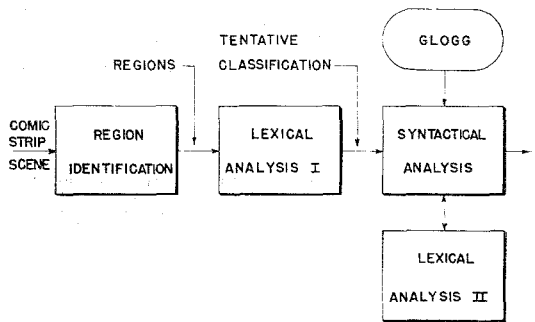 TENTATIVE
CLASSIFICATION
GLOGG
REGIONS
COMIC
STRIP
SCENE
REGION
IDENTIFICATION
LEXICAL
ANALYSIS I
SYNTACTICAL
ANALYSIS
LEXICAL
ANALYSIS II